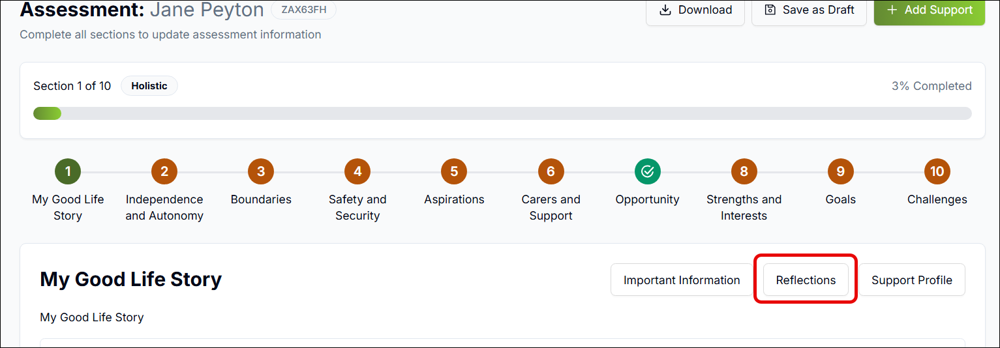 Assessment: Jane Peyton ZAX63FH
Download
Save as Draft
Add Support
Complete all sections to update assessment information
Section 1 of 10 Holistic
3% Completed
1
My Good Life
Story
2
Independence
and Autonomy
3
Boundaries
4
Safety and
Security
5
Aspirations
6
Carers and
Support
Opportunity
8
Strengths and
Interests
9
Goals
10
Challenges
My Good Life Story
Important Information
Reflections
Support Profile
My Good Life Story